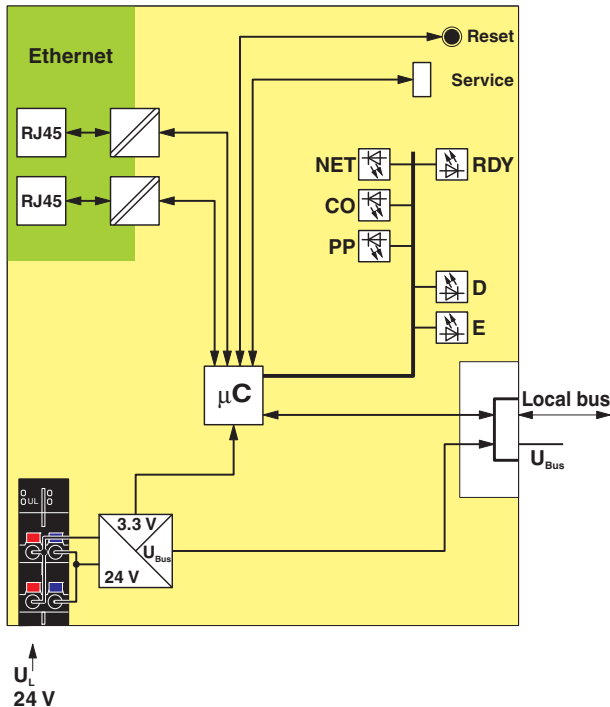 Ethernet
Reset
Service
RJ45
RJ45
NET
RDY
CO
PP
D
E
µC
Local bus
UBus
UL
3.3 V
UBus
24 V
UL
24 V